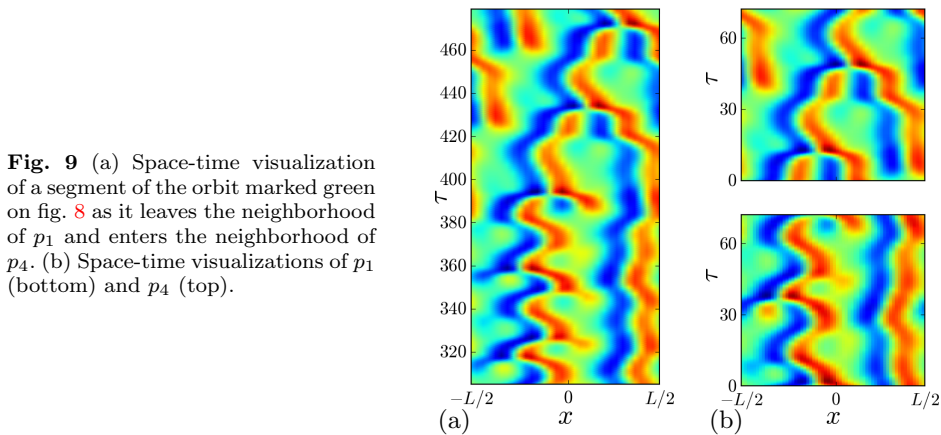 Fig. 9 (a) Space-time visualization
of a segment of the orbit marked green
on fig. 8 as it leaves the neighborhood
of p₁ and enters the neighborhood of
p₄. (b) Space-time visualizations of p₁
(bottom) and p₄ (top).
460
440
420
400
380
360
340
320
τ
−L/2 0 L/2
x
(a)
60
30
0
τ
60
30
0
τ
−L/2 0 L/2
x
(b)